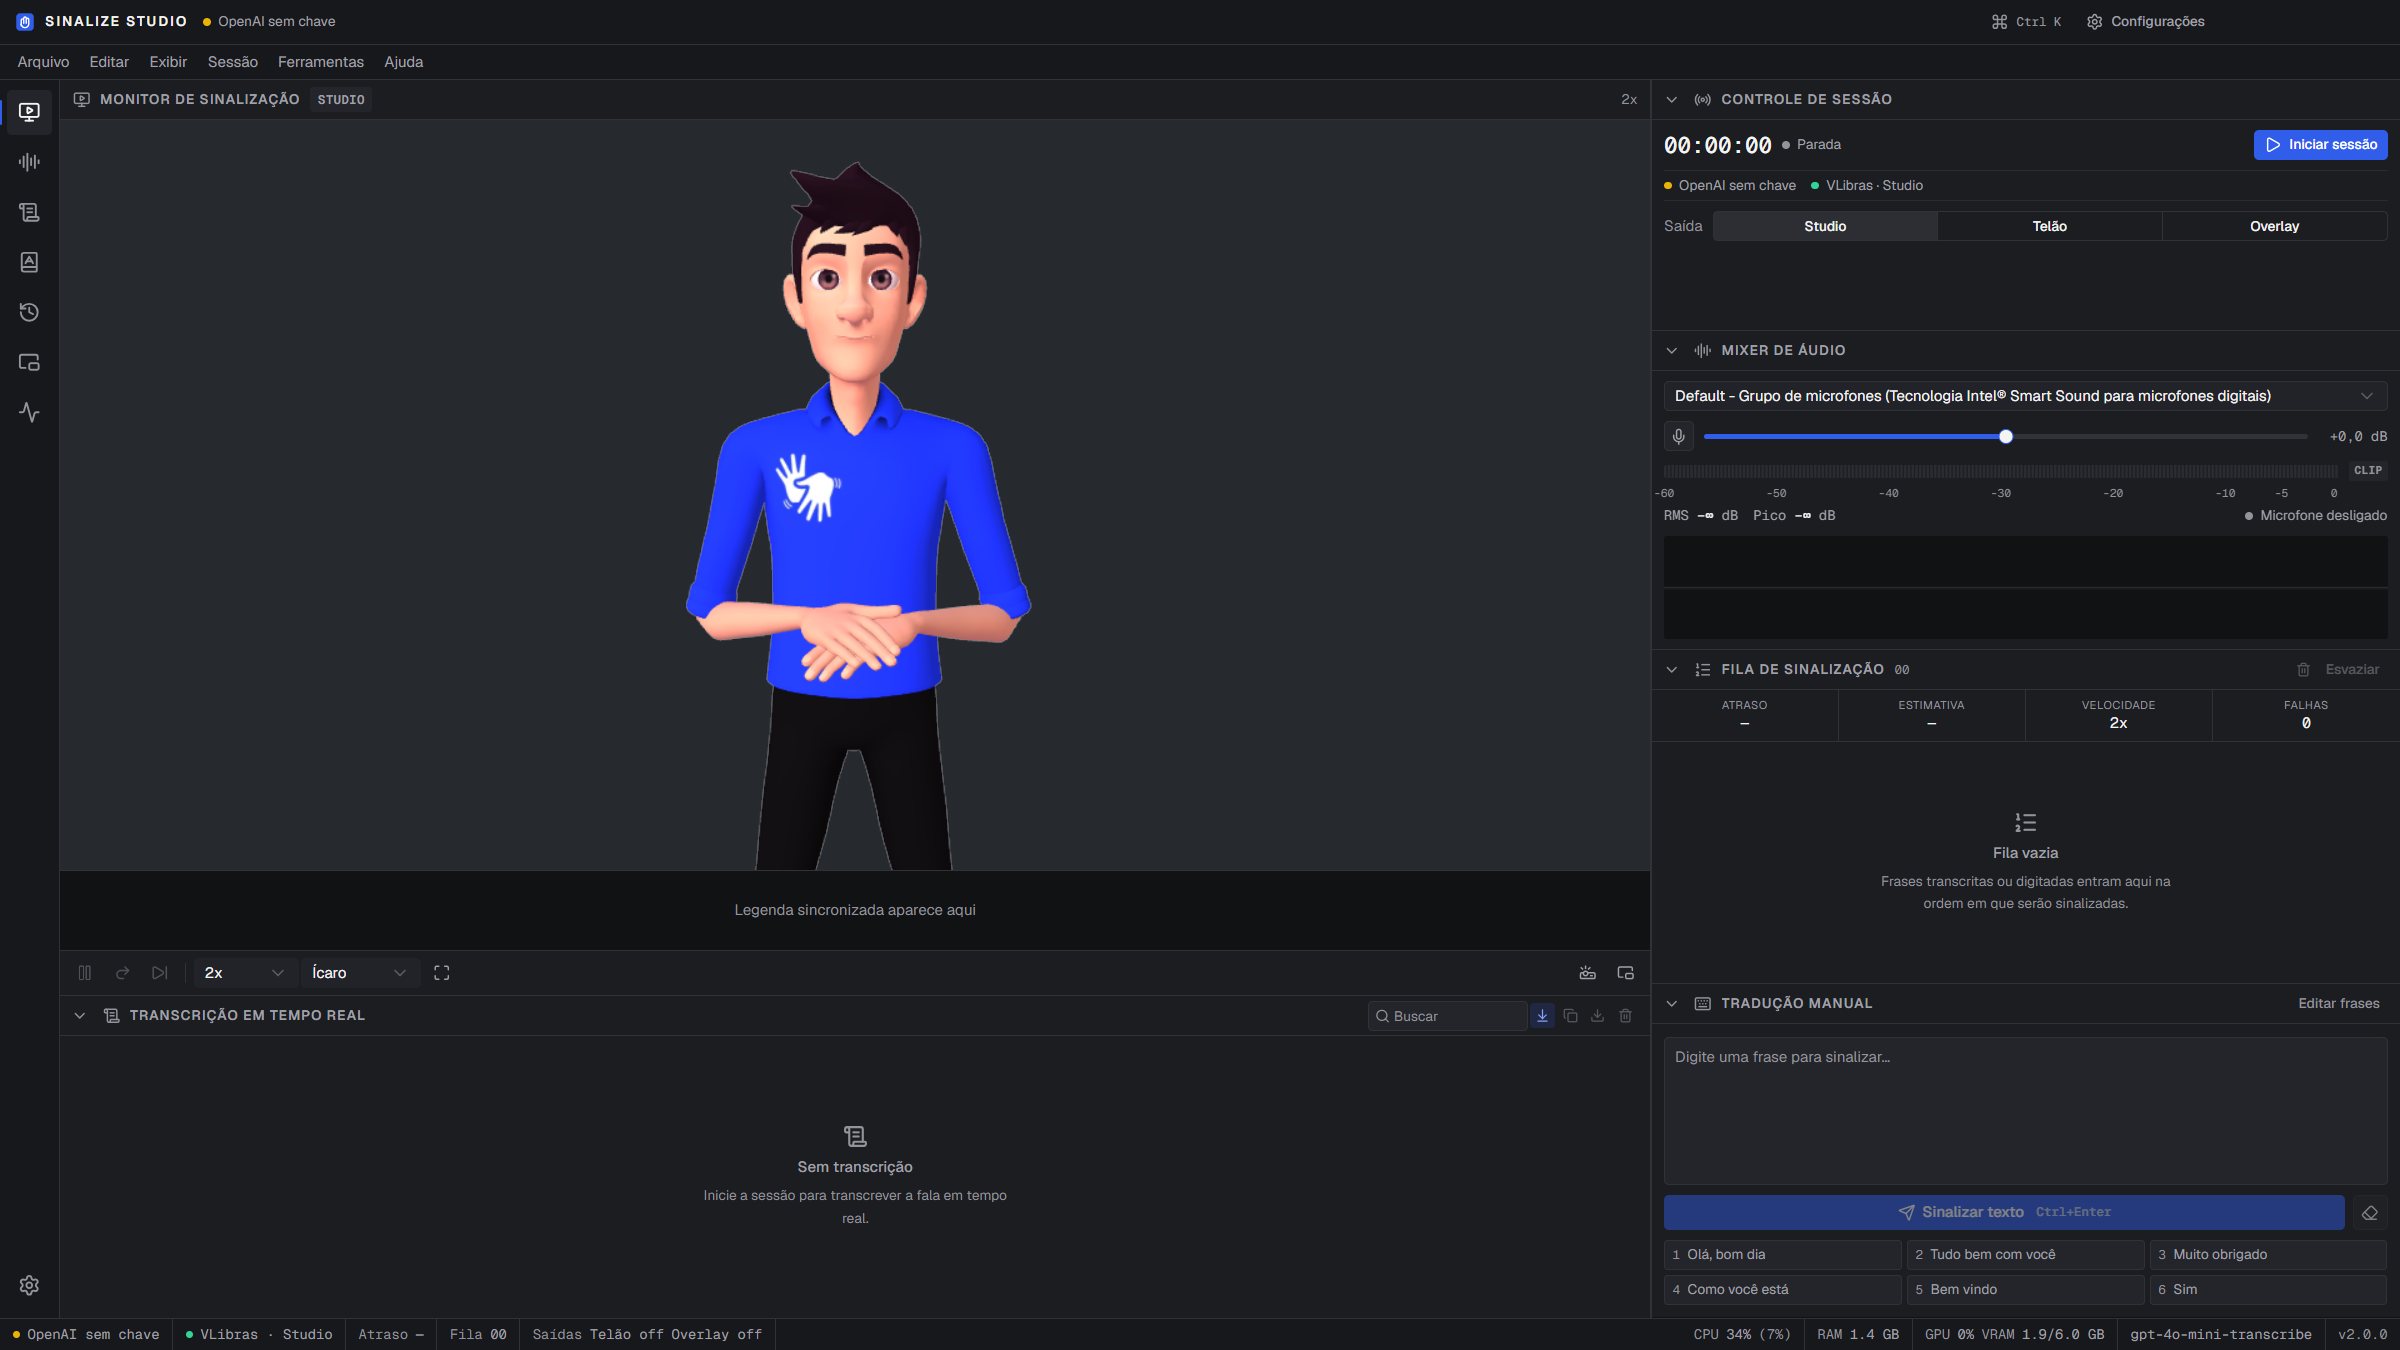 SINALIZE STUDIO
OpenAI sem chave
Ctrl K
Configurações
Arquivo
Editar
Exibir
Sessão
Ferramentas
Ajuda
MONITOR DE SINALIZAÇÃO
STUDIO
2x
Legenda sincronizada aparece aqui
2x
Ícaro
TRANSCRIÇÃO EM TEMPO REAL
Buscar
Sem transcrição
Inicie a sessão para transcrever a fala em tempo
real.
CONTROLE DE SESSÃO
00:00:00
Parada
Iniciar sessão
OpenAI sem chave
VLibras · Studio
Saída
Studio
Telão
Overlay
MIXER DE ÁUDIO
Default - Grupo de microfones (Tecnologia Intel® Smart Sound para microfones digitais)
+0,0 dB
CLIP
-60 -50 -40 -30 -20 -10 -5 0
RMS -∞ dB Pico -∞ dB
Microfone desligado
FILA DE SINALIZAÇÃO 00
Esvaziar
ATRASO
–
ESTIMATIVA
–
VELOCIDADE
2x
FALHAS
0
Fila vazia
Frases transcritas ou digitadas entram aqui na
ordem em que serão sinalizadas.
TRADUÇÃO MANUAL
Editar frases
Digite uma frase para sinalizar...
Sinalizar texto Ctrl+Enter
1 Olá, bom dia
2 Tudo bem com você
3 Muito obrigado
4 Como você está
5 Bem vindo
6 Sim
OpenAI sem chave
VLibras · Studio
Atraso –
Fila 00
Saídas Telão off Overlay off
CPU 34% (7%)
RAM 1.4 GB
GPU 0% VRAM 1.9/6.0 GB
gpt-4o-mini-transcribe
v2.0.0